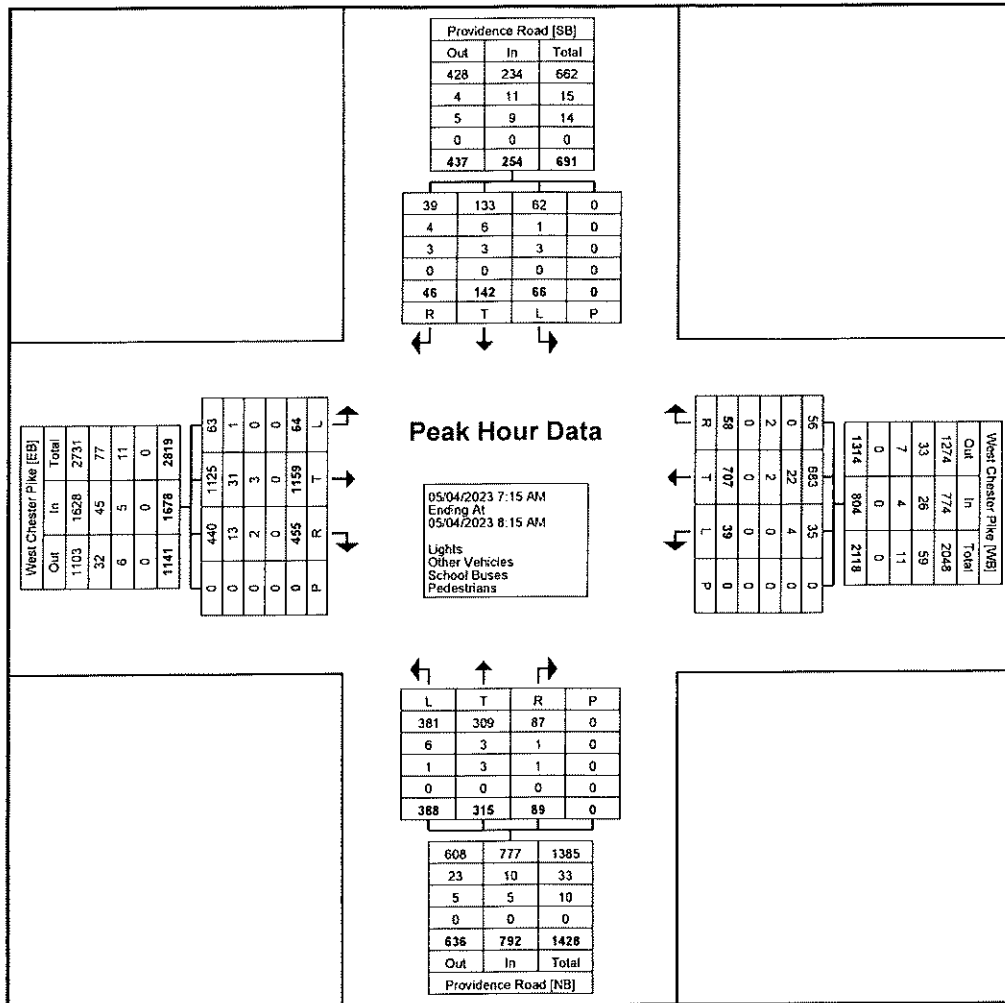 Providence Road [SB]
Out In Total
428 234 662
4 11 15
5 9 14
0 0 0
437 254 691
39 133 62 0
4 6 1 0
3 3 3 0
0 0 0 0
46 142 66 0
R T L P
West Chester Pike [EB]
Out In Total
1103 1628 2731
32 45 77
6 5 11
0 0 0
1141 1678 2819
0 440 1125 63
0 13 31 1
0 2 3 0
0 0 0 0
0 455 1159 64
P R T L
Peak Hour Data
05/04/2023 7:15 AM
Ending At
05/04/2023 8:15 AM
Lights
Other Vehicles
School Buses
Pedestrians
West Chester Pike [WB]
Out In Total
1274 774 2048
33 26 59
7 4 11
0 0 0
1314 804 2118
56 683 35 0
0 22 4 0
2 2 0 0
0 0 0 0
58 707 39 0
R T L P
L T R P
381 309 87 0
6 3 1 0
1 3 1 0
0 0 0 0
388 315 89 0
608 777 1385
23 10 33
5 5 10
0 0 0
636 792 1428
Out In Total
Providence Road [NB]